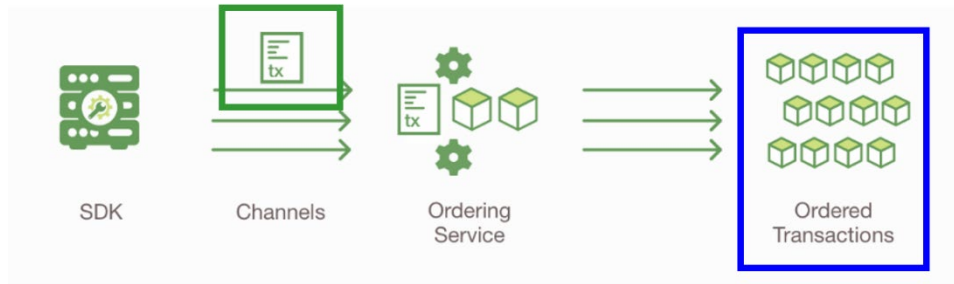 tx
tx
SDK
Channels
Ordering
Service
Ordered
Transactions